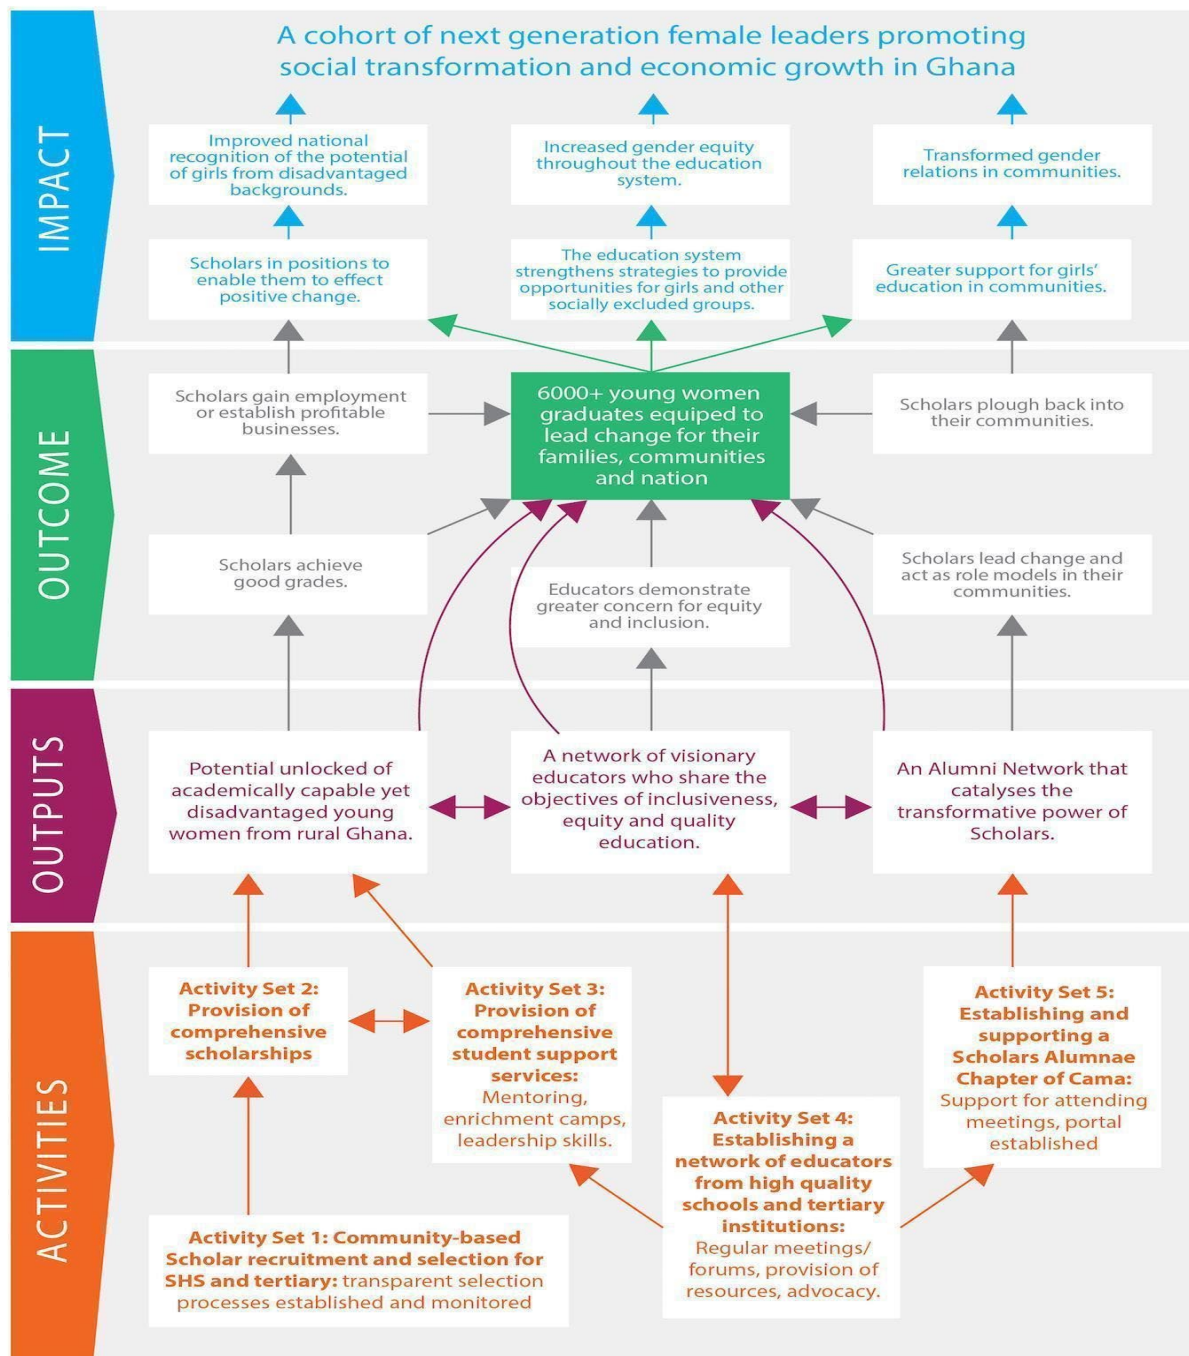 A cohort of next generation female leaders promoting
social transformation and economic growth in Ghana
IMPACT
Improved national
recognition of the potential
of girls from disadvantaged
backgrounds.
Increased gender equity
throughout the education
system.
Transformed gender
relations in communities.
Scholars in positions to
enable them to effect
positive change.
The education system
strengthens strategies to provide
opportunities for girls and other
socially excluded groups.
Greater support for girls'
education in communities.
OUTCOME
Scholars gain employment
or establish profitable
businesses.
6000+ young women
graduates equiped to
lead change for their
families, communities
and nation
Scholars plough back into
their communities.
Scholars achieve
good grades.
Educators demonstrate
greater concern for equity
and inclusion.
Scholars lead change and
act as role models in their
communities.
OUTPUTS
Potential unlocked of
academically capable yet
disadvantaged young
women from rural Ghana.
A network of visionary
educators who share the
objectives of inclusiveness,
equity and quality
education.
An Alumni Network that
catalyses the
transformative power of
Scholars.
ACTIVITIES
Activity Set 2:
Provision of
comprehensive
scholarships
Activity Set 3:
Provision of
comprehensive
student support
services:
Mentoring,
enrichment camps,
leadership skills.
Activity Set 5:
Establishing and
supporting a
Scholars Alumnae
Chapter of Cama:
Support for attending
meetings, portal
established
Activity Set 4:
Establishing a
network of educators
from high quality
schools and tertiary
institutions:
Regular meetings/
forums, provision of
resources, advocacy.
Activity Set 1: Community-based
Scholar recruitment and selection for
SHS and tertiary: transparent selection
processes established and monitored